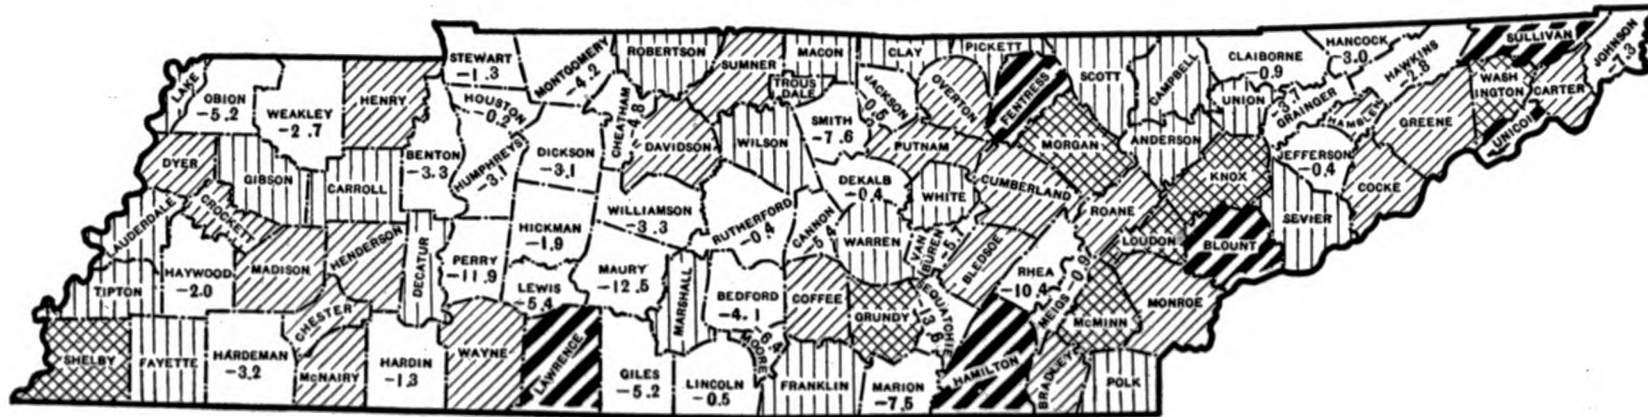 LAKE
OBION
-5.2
WEAKLEY
-2.7
HENRY
STEWART
-1.3
MONTGOMERY
-4.2
ROBERTSON
SUMNER
MACON
TROUS
DALE
CLAY
PICKETT
OVERTON
FENTRESS
SCOTT
CAMPBELL
CLAIBORNE
-0.9
HANCOCK
-3.0
HAWKINS
-2.8
SULLIVAN
JOHNSON
-7.3
HOUSTON
-0.2
CHEATHAM
-4.8
SMITH
-7.6
JACKSON
-0.5
UNION
-3.7
GRAINGER
HAMBLEN
GREENE
WASH
INGTON
CARTER
UNICOI
DYER
GIBSON
CARROLL
BENTON
-3.3
HUMPHREYS
-3.1
DICKSON
-3.1
DAVIDSON
WILSON
DEKALB
-0.4
PUTNAM
WHITE
CUMBERLAND
MORGAN
ANDERSON
KNOX
JEFFERSON
-0.4
COCKE
SEVIER
AUDERDALE
CROCKETT
HAYWOOD
-2.0
MADISON
HENDERSON
DECATUR
PERRY
-11.9
HICKMAN
-1.9
WILLIAMSON
-3.3
RUTHERFORD
-0.4
CANNON
-5.4
WARREN
VAN
BUREN
-5.7
BLEDSOE
RHEA
-10.4
ROANE
LOUDON
BLOUNT
TIPTON
CHESTER
LEWIS
-5.4
MAURY
-12.5
MARSHALL
BEDFORD
-4.1
COFFEE
GRUNDY
SEQUATCHIE
-13.6
MEIGS -0.9
MCMINN
MONROE
SHELBY
FAYETTE
HARDEMAN
-3.2
MCNAIRY
HARDIN
-1.3
WAYNE
LAWRENCE
GILES
-5.2
LINCOLN
-0.5
MOORE
-6.4
FRANKLIN
MARION
-7.5
HAMILTON
BRADLEY
POLK